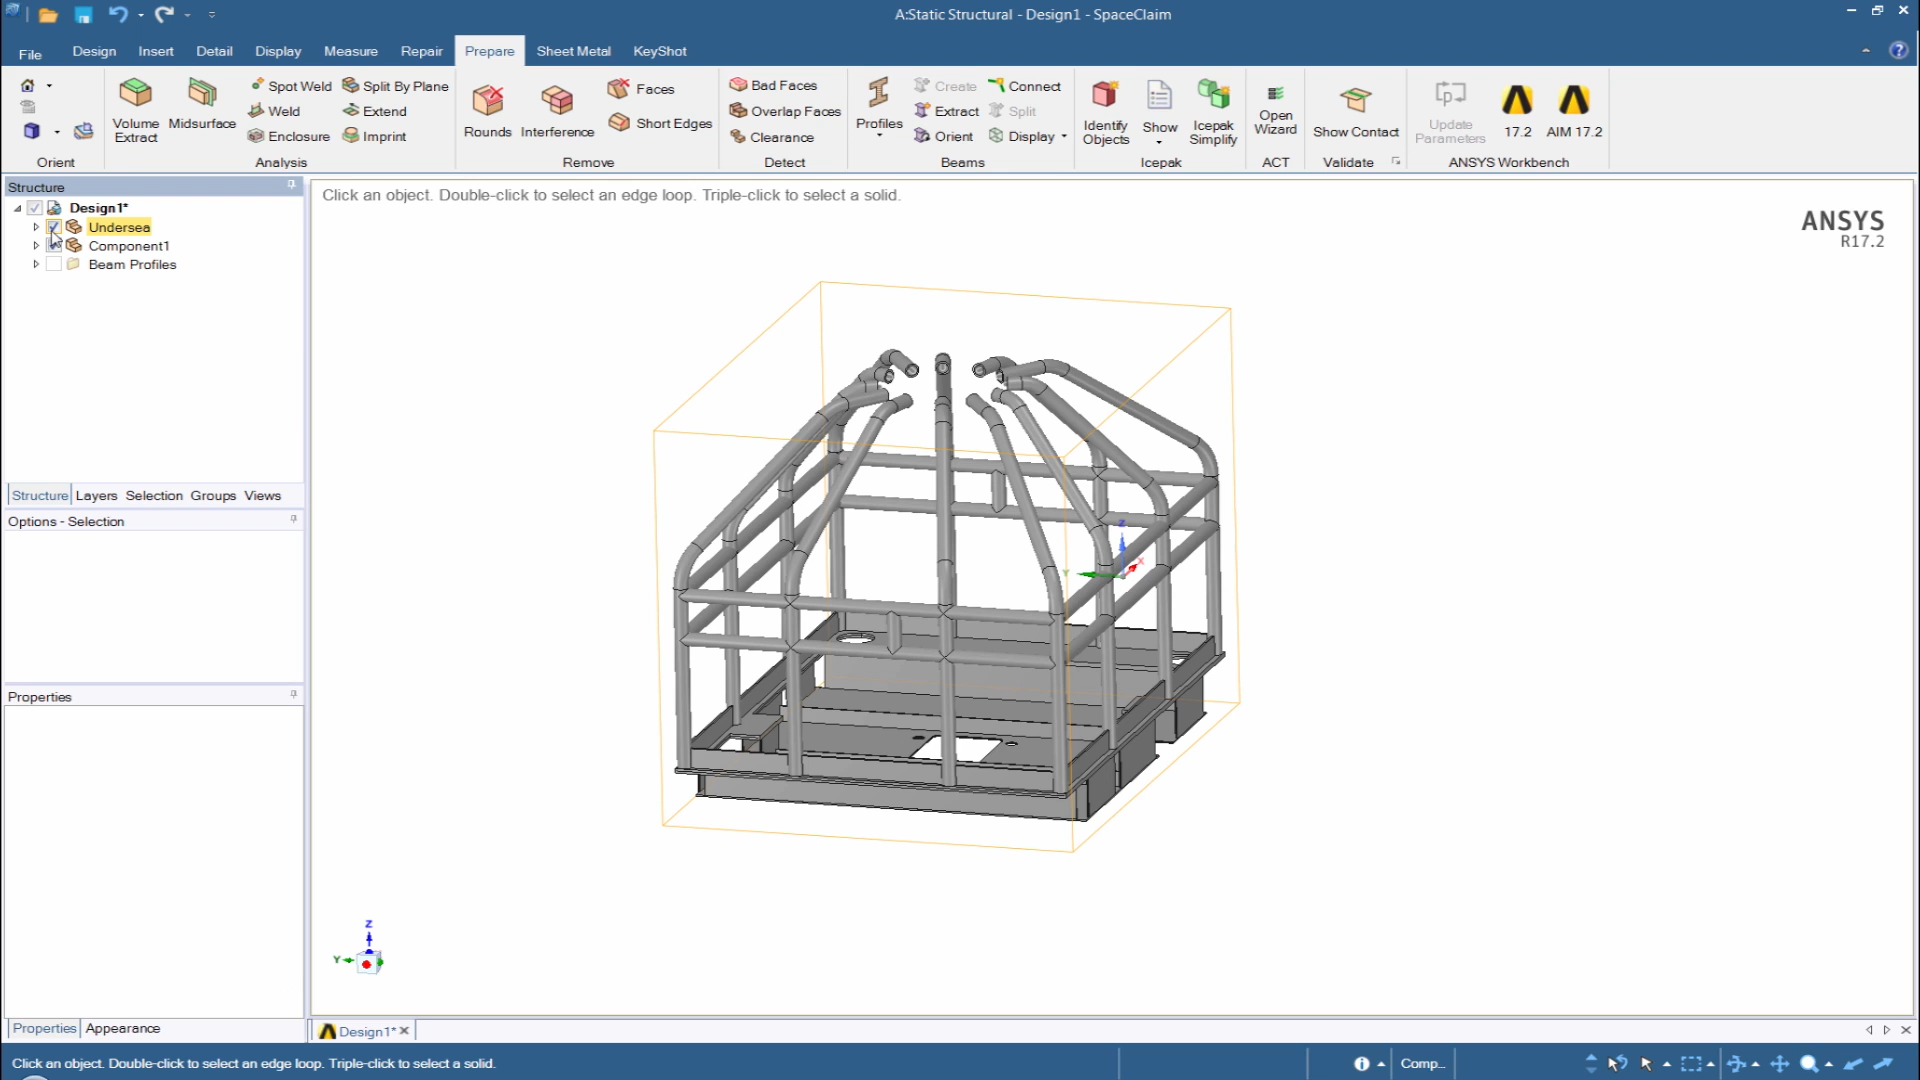 A:Static Structural - Design1 - SpaceClaim
File Design Insert Detail Display Measure Repair Prepare Sheet Metal KeyShot
Volume Extract
Midsurface
Spot Weld
Weld
Enclosure
Split By Plane
Extend
Imprint
Rounds
Interference
Faces
Short Edges
Bad Faces
Overlap Faces
Clearance
Profiles
Create
Extract
Orient
Connect
Split
Display
Identify Objects
Show
Icepak Simplify
Open Wizard
Show Contact
Update Parameters
17.2
AIM 17.2
Orient Analysis Remove Detect Beams Icepak ACT Validate ANSYS Workbench
Structure
Design1*
Undersea
Component1
Beam Profiles
Structure Layers Selection Groups Views
Options - Selection
Properties
Properties Appearance
Click an object. Double-click to select an edge loop. Triple-click to select a solid.
ANSYS
R17.2
Z
X
Y
Z
Y
Design1*
Click an object. Double-click to select an edge loop. Triple-click to select a solid.
Comp...